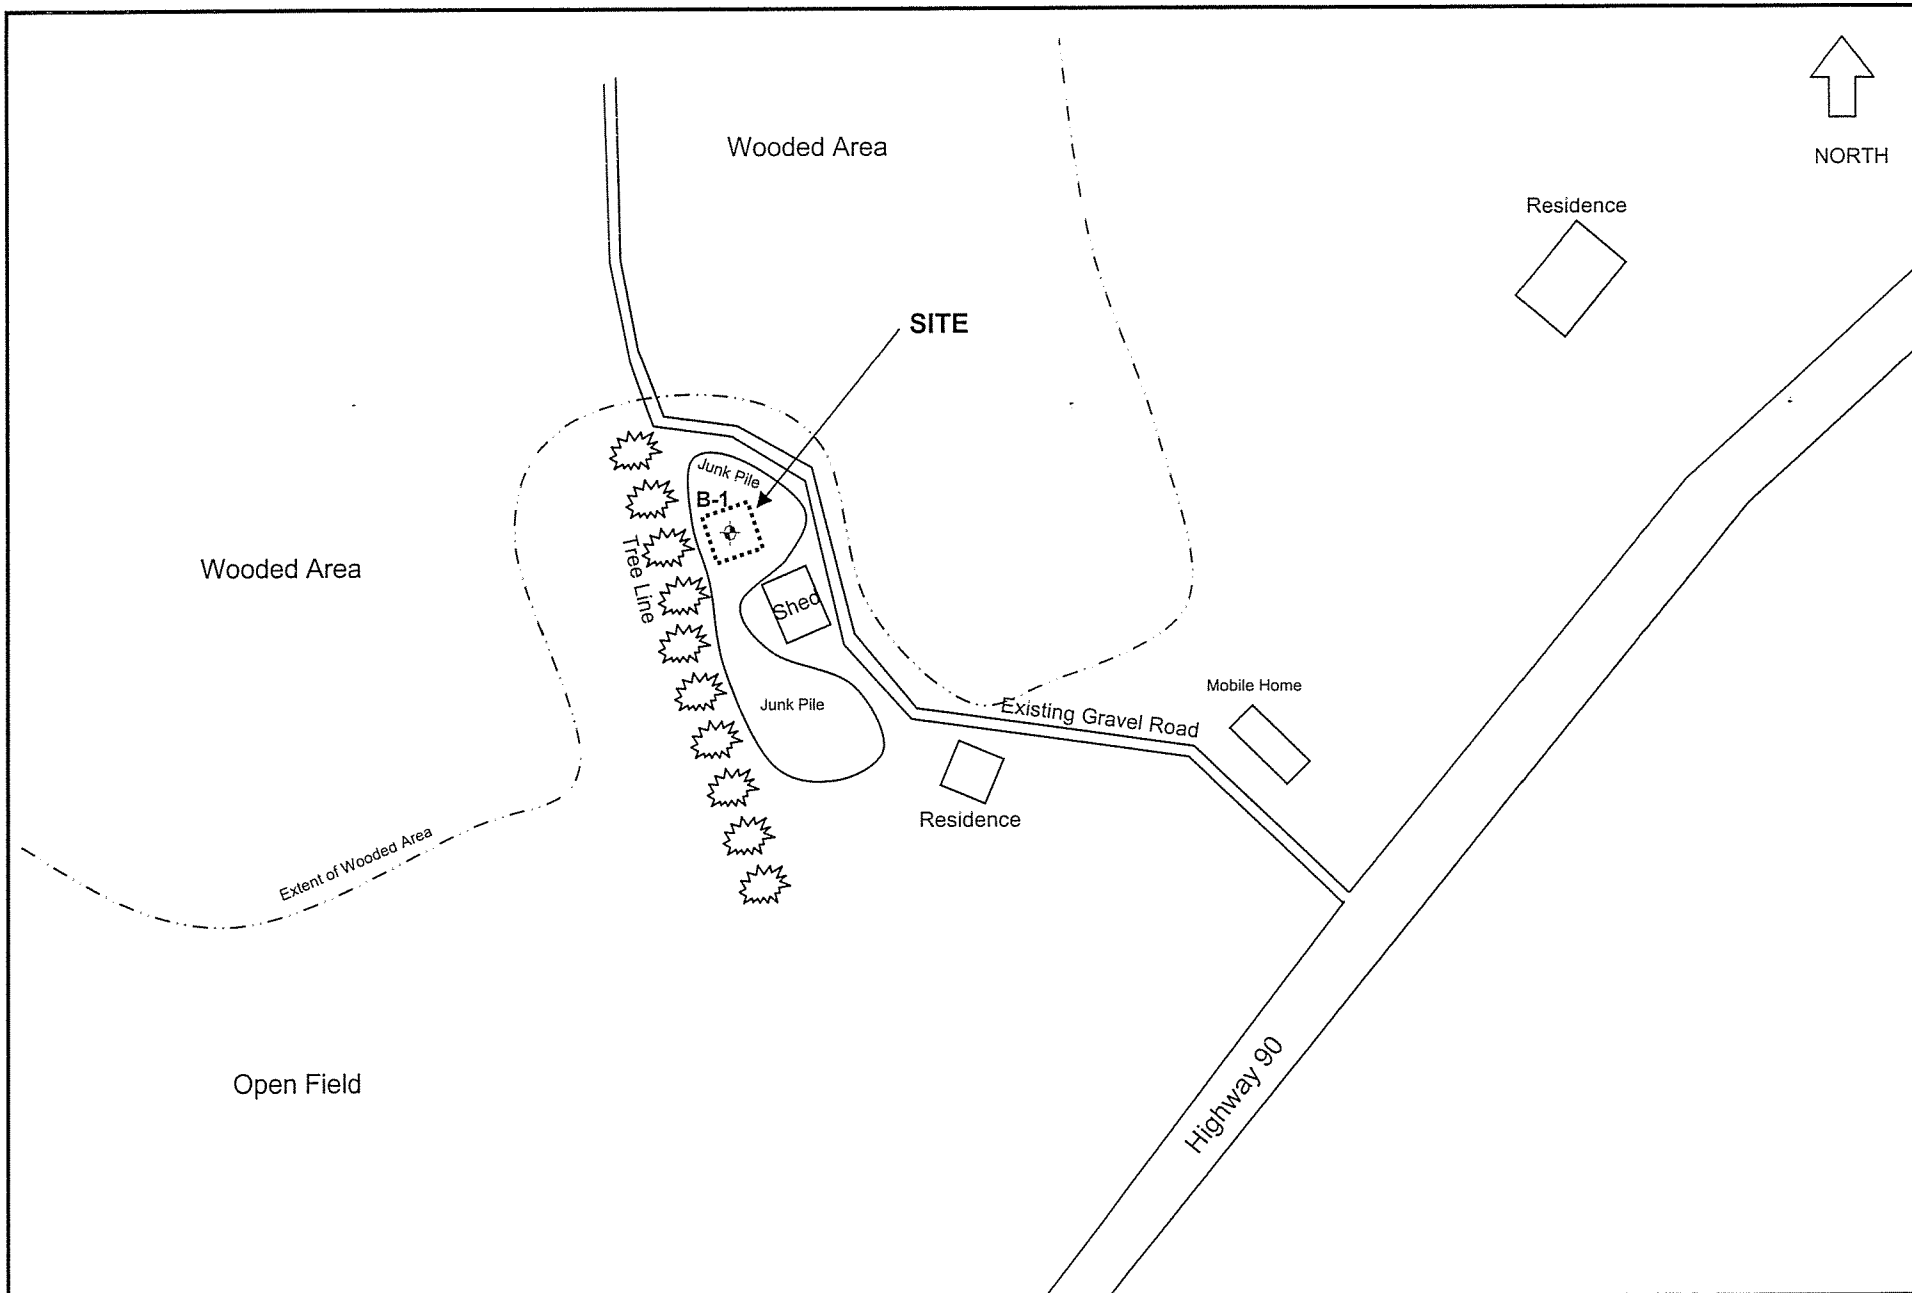 Wooded Area
NORTH
Residence
SITE
Junk Pile
B-1
Tree Line
Wooded Area
Shed
Junk Pile
Mobile Home
Existing Gravel Road
Residence
Extent of Wooded Area
Open Field
Highway 90